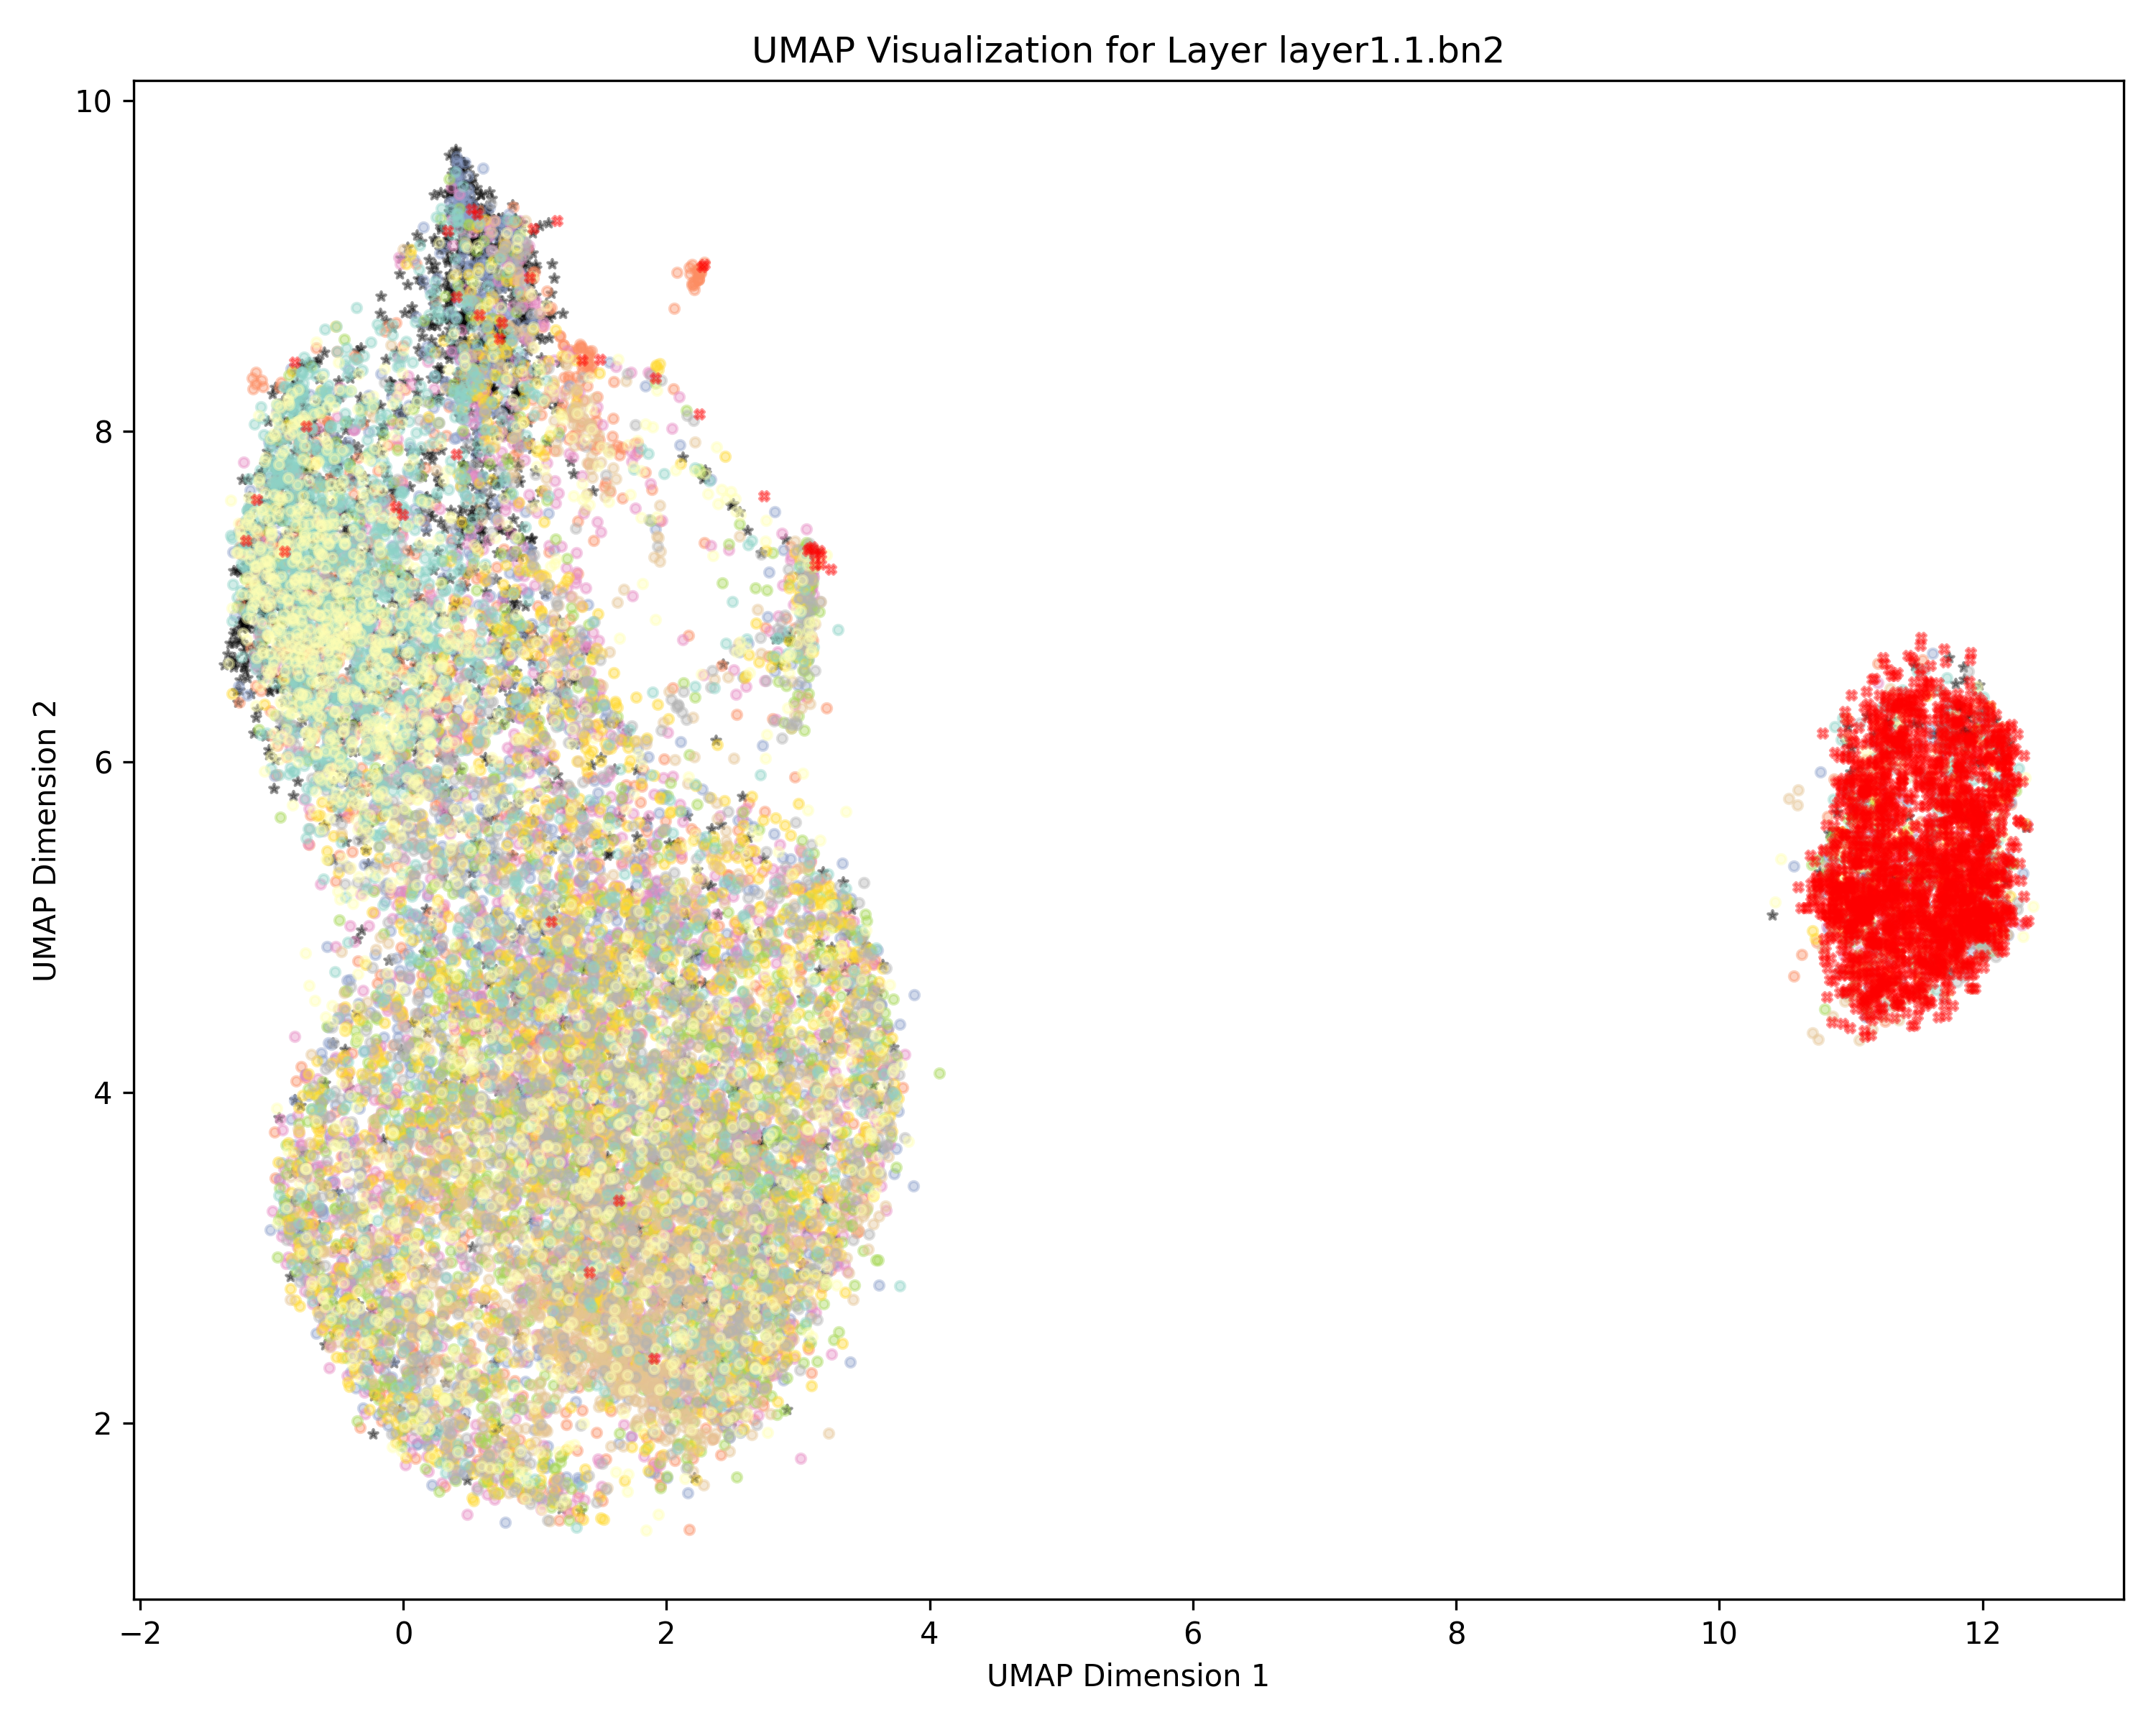 UMAP Visualization for Layer layer1.1.bn2
10
8
6
4
2
UMAP Dimension 2
−2 0 2 4 6 8 10 12
UMAP Dimension 1